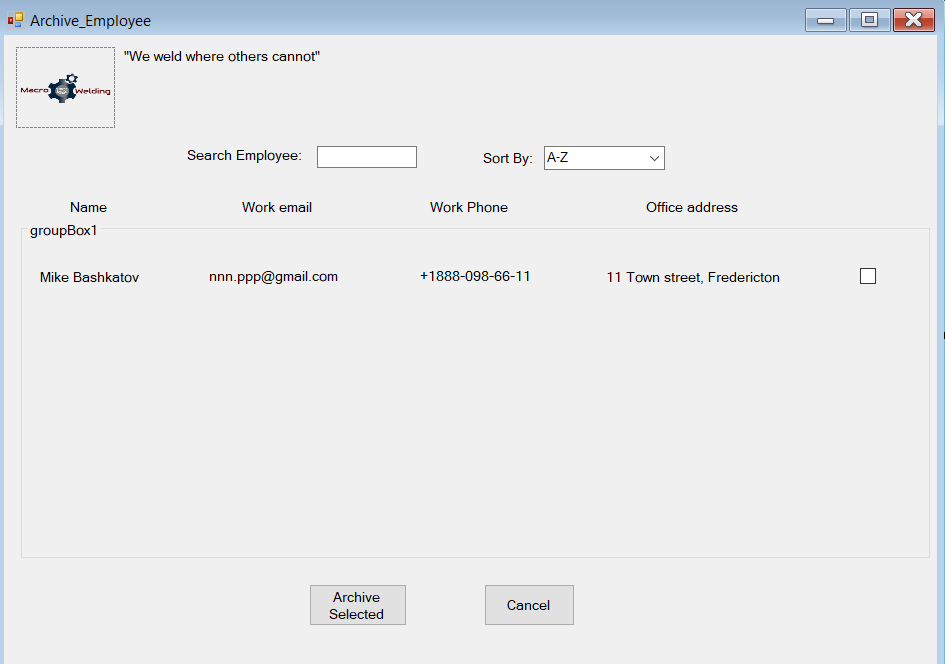 Archive_Employee
"We weld where others cannot"
Macro Welding
Search Employee:
Sort By: A-Z
Name Work email Work Phone Office address
groupBox1
Mike Bashkatov nnn.ppp@gmail.com +1888-098-66-11 11 Town street, Fredericton
Archive
Selected
Cancel